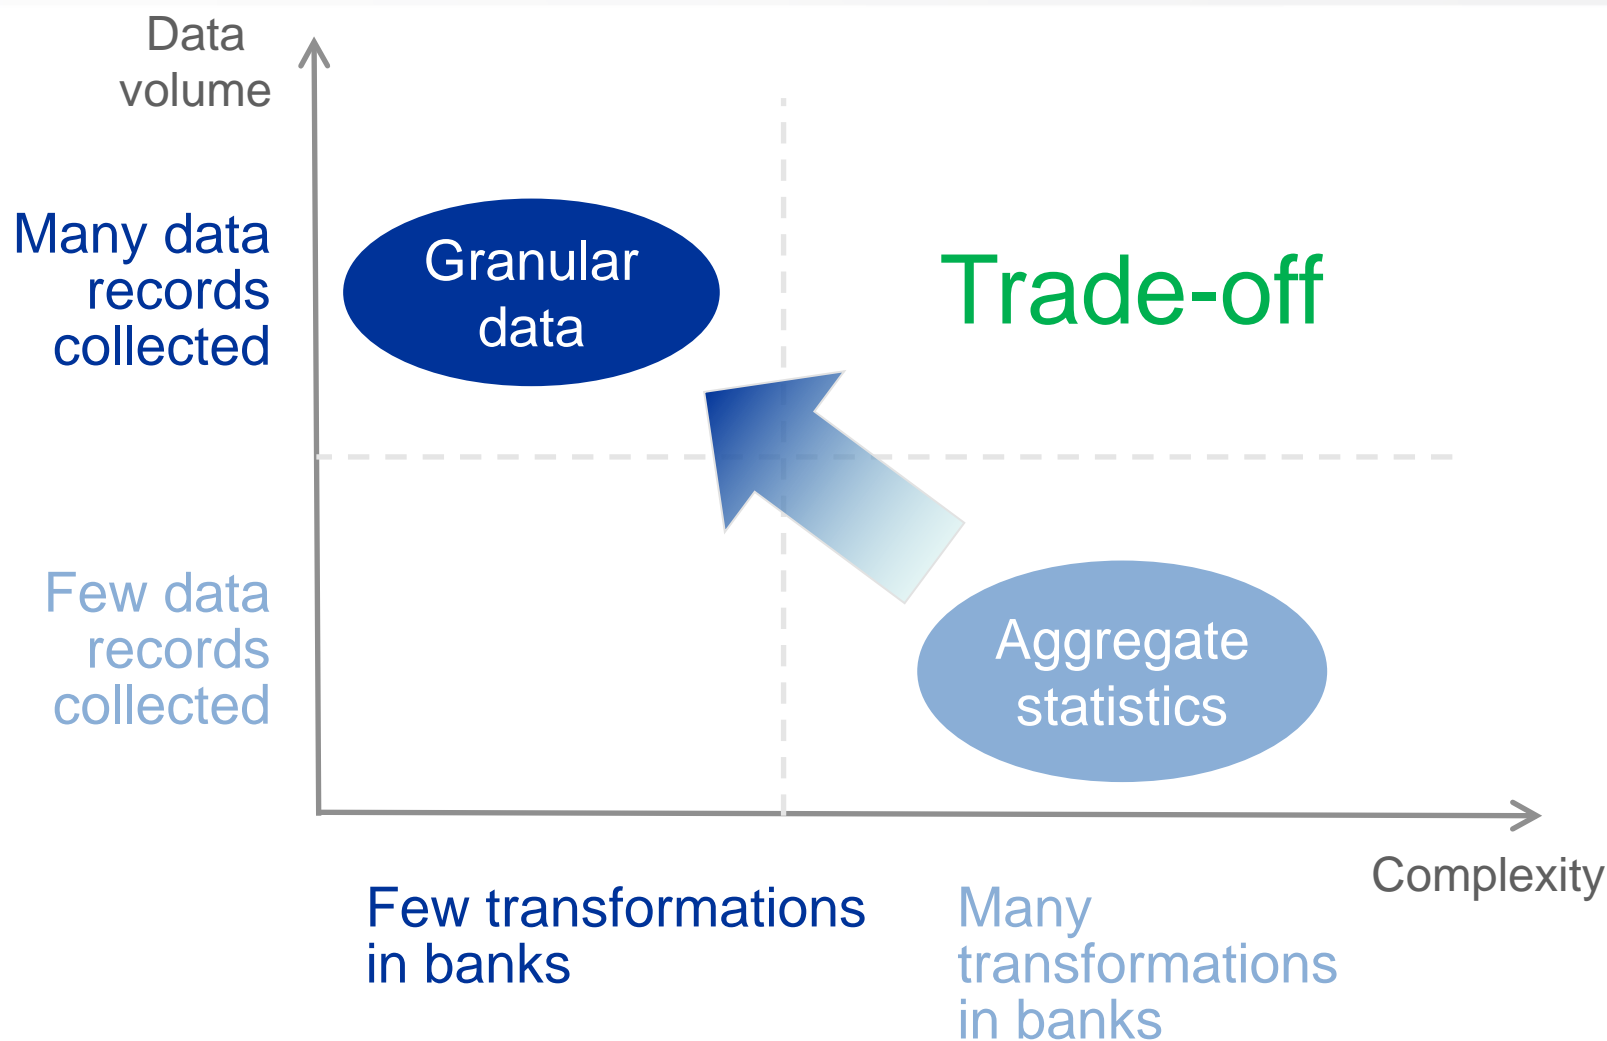 Data
volume
Many data
records
collected
Granular
data
Trade-off
Few data
records
collected
Aggregate
statistics
Complexity
Few transformations
in banks
Many
transformations
in banks